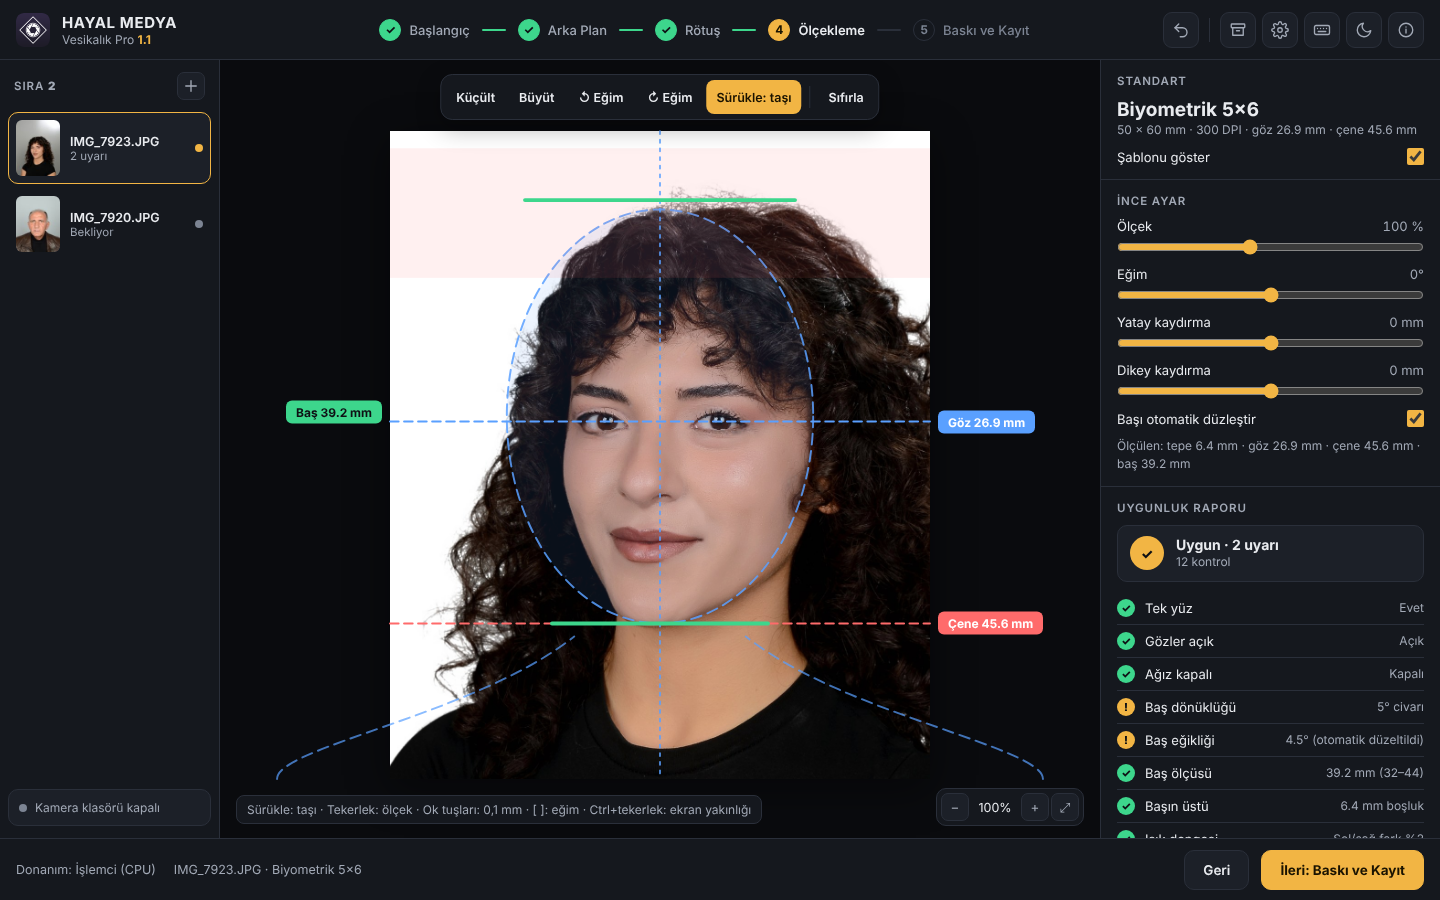 HAYAL MEDYA
Vesikalık Pro 1.1
Başlangıç
Arka Plan
Rötuş
4 Ölçekleme
5 Baskı ve Kayıt
SIRA 2
IMG_7923.JPG
2 uyarı
IMG_7920.JPG
Bekliyor
Kamera klasörü kapalı
Küçült
Büyüt
Eğim
Eğim
Sürükle: taşı
Sıfırla
Baş 39.2 mm
Göz 26.9 mm
Çene 45.6 mm
Sürükle: taşı · Tekerlek: ölçek · Ok tuşları: 0,1 mm · [ ]: eğim · Ctrl+tekerlek: ekran yakınlığı
− 100% +
STANDART
Biyometrik 5×6
50 × 60 mm · 300 DPI · göz 26.9 mm · çene 45.6 mm
Şablonu göster
İNCE AYAR
Ölçek 100 %
Eğim 0°
Yatay kaydırma 0 mm
Dikey kaydırma 0 mm
Başı otomatik düzleştir
Ölçülen: tepe 6.4 mm · göz 26.9 mm · çene 45.6 mm ·
baş 39.2 mm
UYGUNLUK RAPORU
Uygun · 2 uyarı
12 kontrol
Tek yüz Evet
Gözler açık Açık
Ağız kapalı Kapalı
! Baş dönüklüğü 5° civarı
! Baş eğikliği 4.5° (otomatik düzeltildi)
Baş ölçüsü 39.2 mm (32–44)
Başın üstü 6.4 mm boşluk
Donanım: İşlemci (CPU)
IMG_7923.JPG · Biyometrik 5×6
Geri
İleri: Baskı ve Kayıt